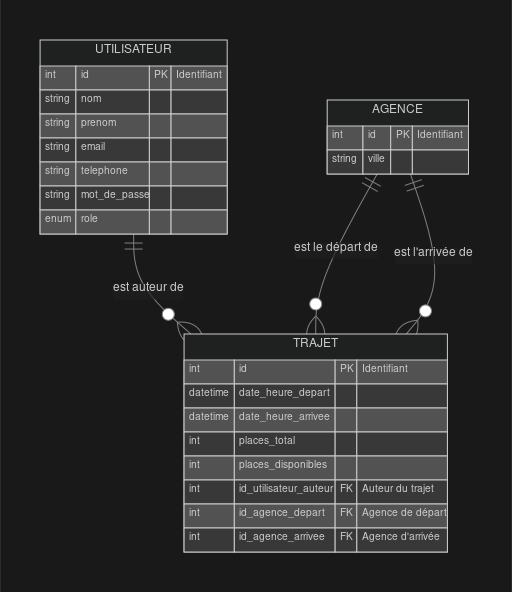 UTILISATEUR
int id PK Identifiant
string nom
string prenom
string email
string telephone
string mot_de_passe
enum role
AGENCE
int id PK Identifiant
string ville
est le départ de
est l'arrivée de
est auteur de
TRAJET
int id PK Identifiant
datetime date_heure_depart
datetime date_heure_arrivee
int places_total
int places_disponibles
int id_utilisateur_auteur FK Auteur du trajet
int id_agence_depart FK Agence de départ
int id_agence_arrivee FK Agence d'arrivée